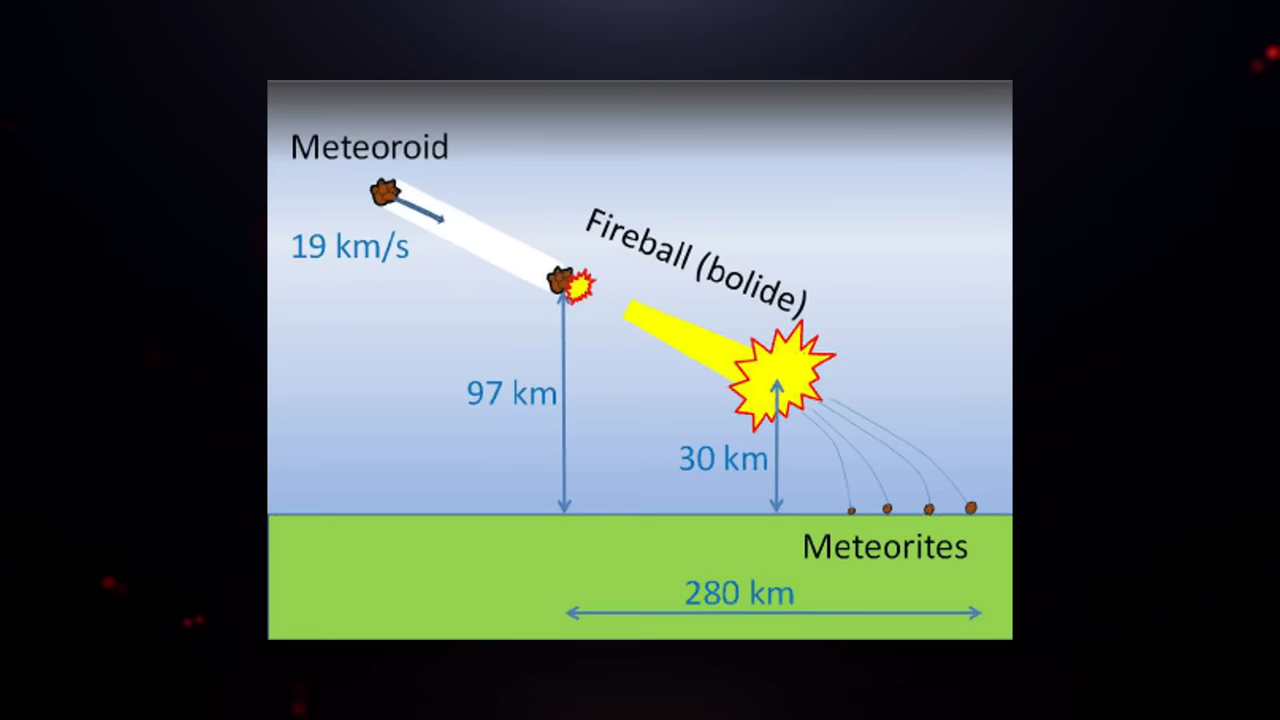 Meteoroid
19 km/s
Fireball (bolide)
97 km
30 km
Meteorites
280 km